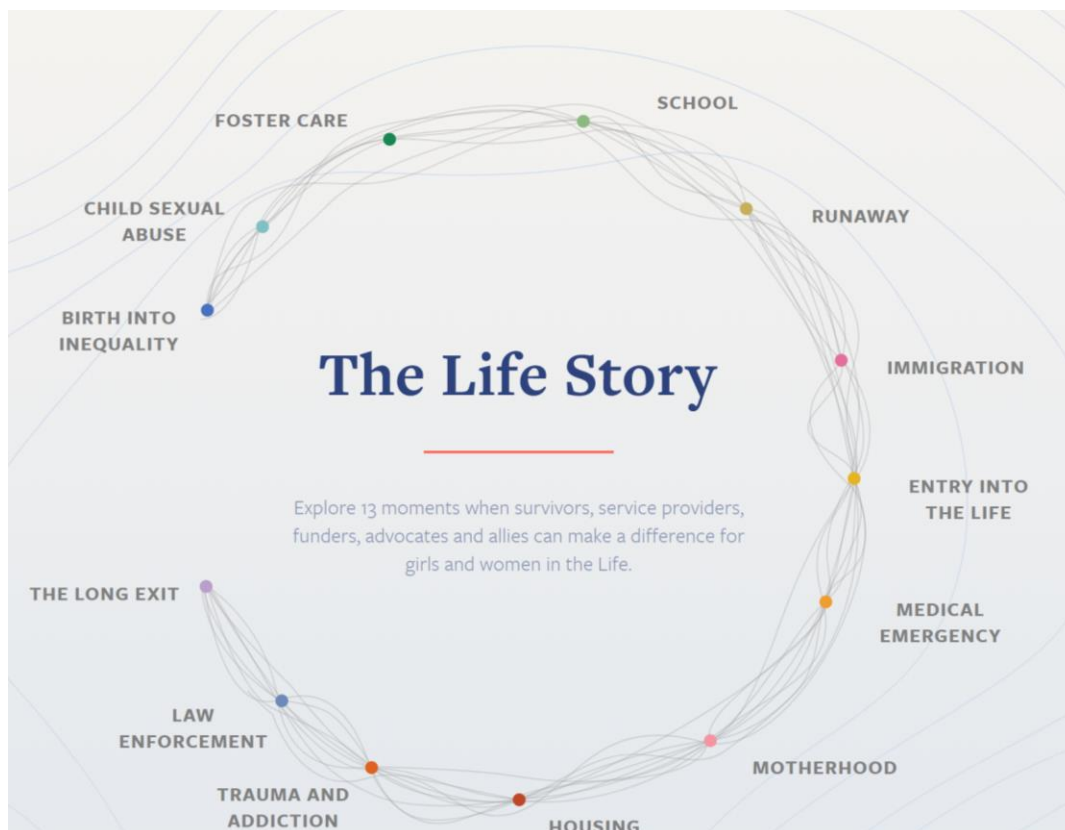 SCHOOL
FOSTER CARE
CHILD SEXUAL
ABUSE
RUNAWAY
BIRTH INTO
INEQUALITY
The Life Story
IMMIGRATION
ENTRY INTO
THE LIFE
Explore 13 moments when survivors, service providers,
funders, advocates and allies can make a difference for
girls and women in the Life.
THE LONG EXIT
MEDICAL
EMERGENCY
LAW
ENFORCEMENT
MOTHERHOOD
TRAUMA AND
ADDICTION
HOUSING